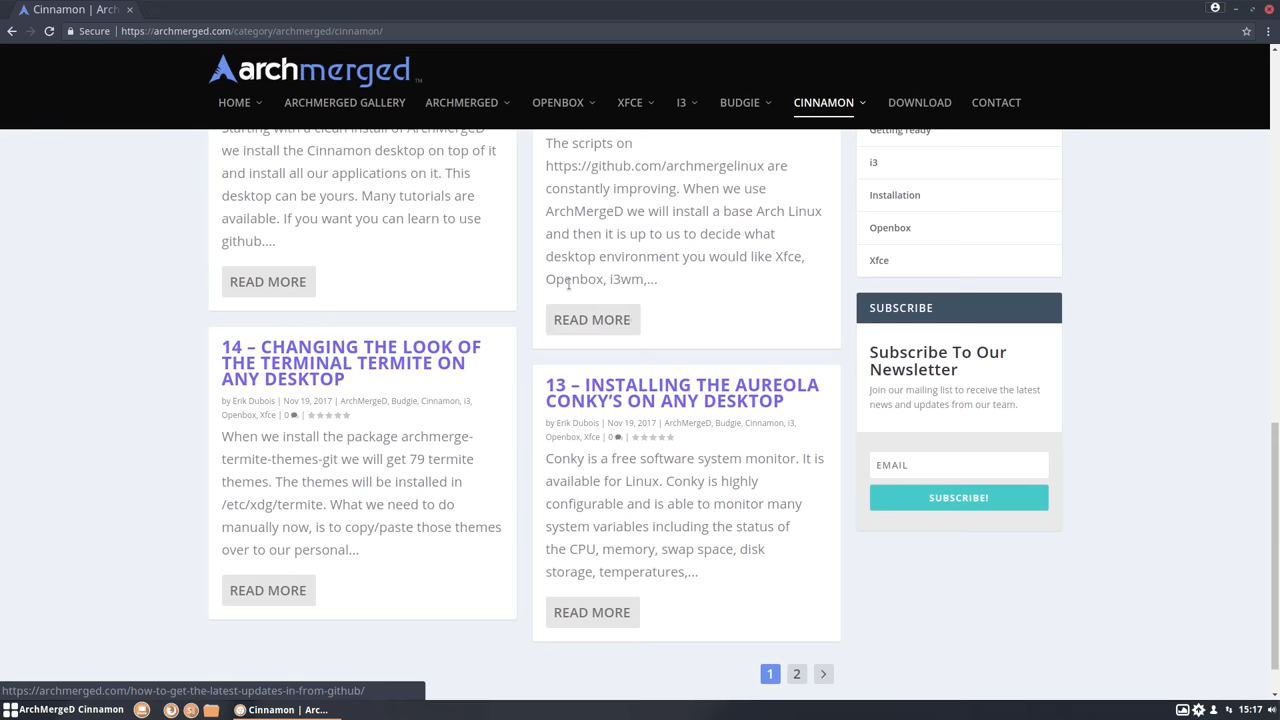 Cinnamon | Arch
Secure
https://archmerged.com/category/archmerged/cinnamon/
archmerged™
HOME
ARCHMERGED GALLERY
ARCHMERGED
OPENBOX
XFCE
I3
BUDGIE
CINNAMON
DOWNLOAD
CONTACT
Starting with a clean install of ArchMergeD
we install the Cinnamon desktop on top of it
and install all our applications on it. This
desktop can be yours. Many tutorials are
available. If you want you can learn to use
github....
READ MORE
14 – CHANGING THE LOOK OF
THE TERMINAL TERMITE ON
ANY DESKTOP
by Erik Dubois | Nov 19, 2017 | ArchMergeD, Budgie, Cinnamon, i3,
Openbox, Xfce | 0
When we install the package archmerge-
termite-themes-git we will get 79 termite
themes. The themes will be installed in
/etc/xdg/termite. What we need to do
manually now, is to copy/paste those themes
over to our personal...
READ MORE
The scripts on
https://github.com/archmergelinux are
constantly improving. When we use
ArchMergeD we will install a base Arch Linux
and then it is up to us to decide what
desktop environment you would like Xfce,
Openbox, i3wm,...
READ MORE
13 – INSTALLING THE AUREOLA
CONKY'S ON ANY DESKTOP
by Erik Dubois | Nov 19, 2017 | ArchMergeD, Budgie, Cinnamon, i3,
Openbox, Xfce | 0
Conky is a free software system monitor. It is
available for Linux. Conky is highly
configurable and is able to monitor many
system variables including the status of
the CPU, memory, swap space, disk
storage, temperatures,...
READ MORE
1
2
Getting ready
i3
Installation
Openbox
Xfce
SUBSCRIBE
Subscribe To Our
Newsletter
Join our mailing list to receive the latest
news and updates from our team.
EMAIL
SUBSCRIBE!
https://archmerged.com/how-to-get-the-latest-updates-in-from-github/
ArchMergeD Cinnamon
Cinnamon | Arc...
15:17